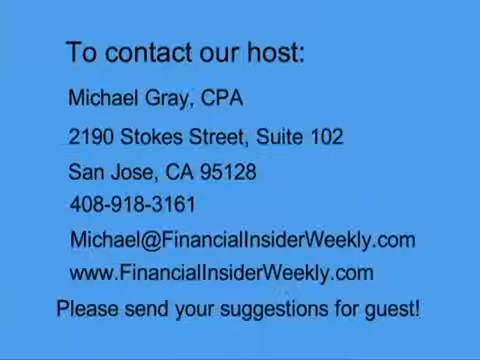 To contact our host:
Michael Gray, CPA
2190 Stokes Street, Suite 102
San Jose, CA 95128
408-918-3161
Michael@FinancialInsiderWeekly.com
www.FinancialInsiderWeekly.com
Please send your suggestions for guest!